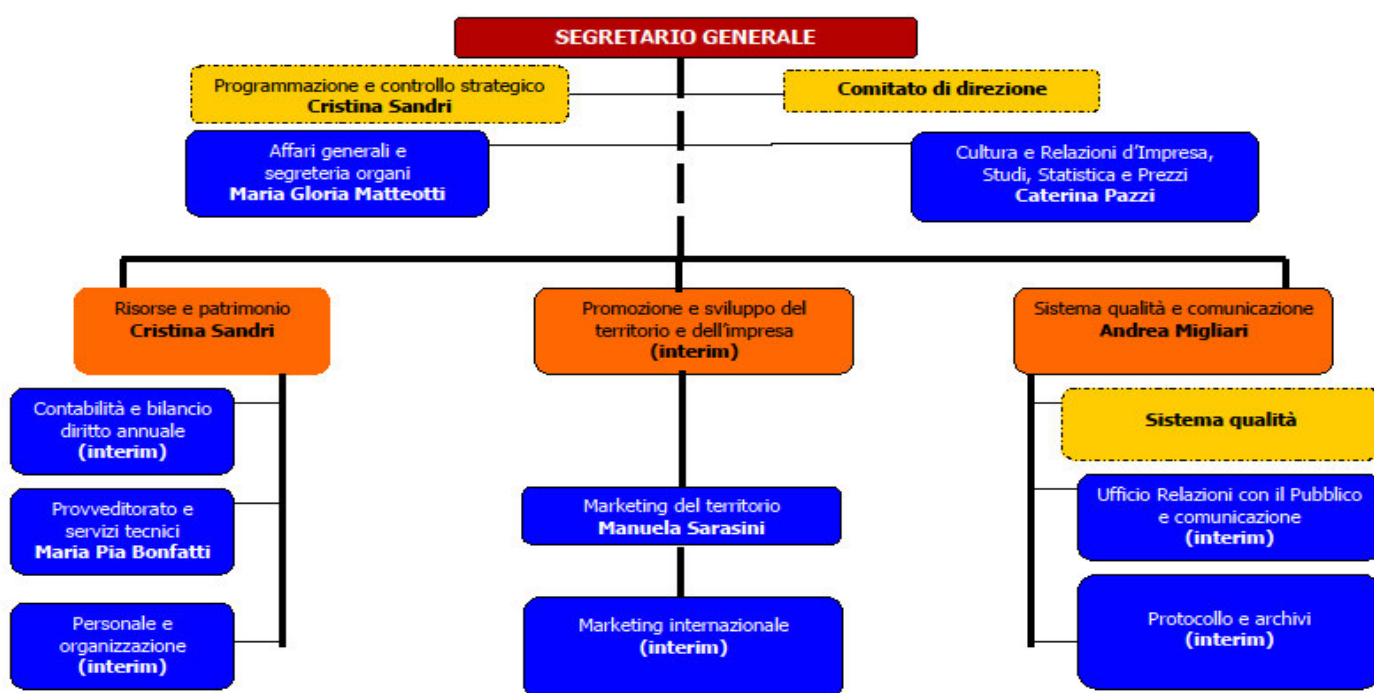 SEGRETARIO GENERALE
Programmazione e controllo strategico
Cristina Sandri
Comitato di direzione
Affari generali e
segreteria organi
Maria Gloria Matteotti
Cultura e Relazioni d'Impresa,
Studi, Statistica e Prezzi
Caterina Pazzi
Risorse e patrimonio
Cristina Sandri
Promozione e sviluppo del
territorio e dell'impresa
(interim)
Sistema qualità e comunicazione
Andrea Migliari
Contabilità e bilancio
diritto annuale
(interim)
Provveditorato e
servizi tecnici
Maria Pia Bonfatti
Personale e
organizzazione
(interim)
Marketing del territorio
Manuela Sarasini
Marketing internazionale
(interim)
Sistema qualità
Ufficio Relazioni con il Pubblico
e comunicazione
(interim)
Protocollo e archivi
(interim)